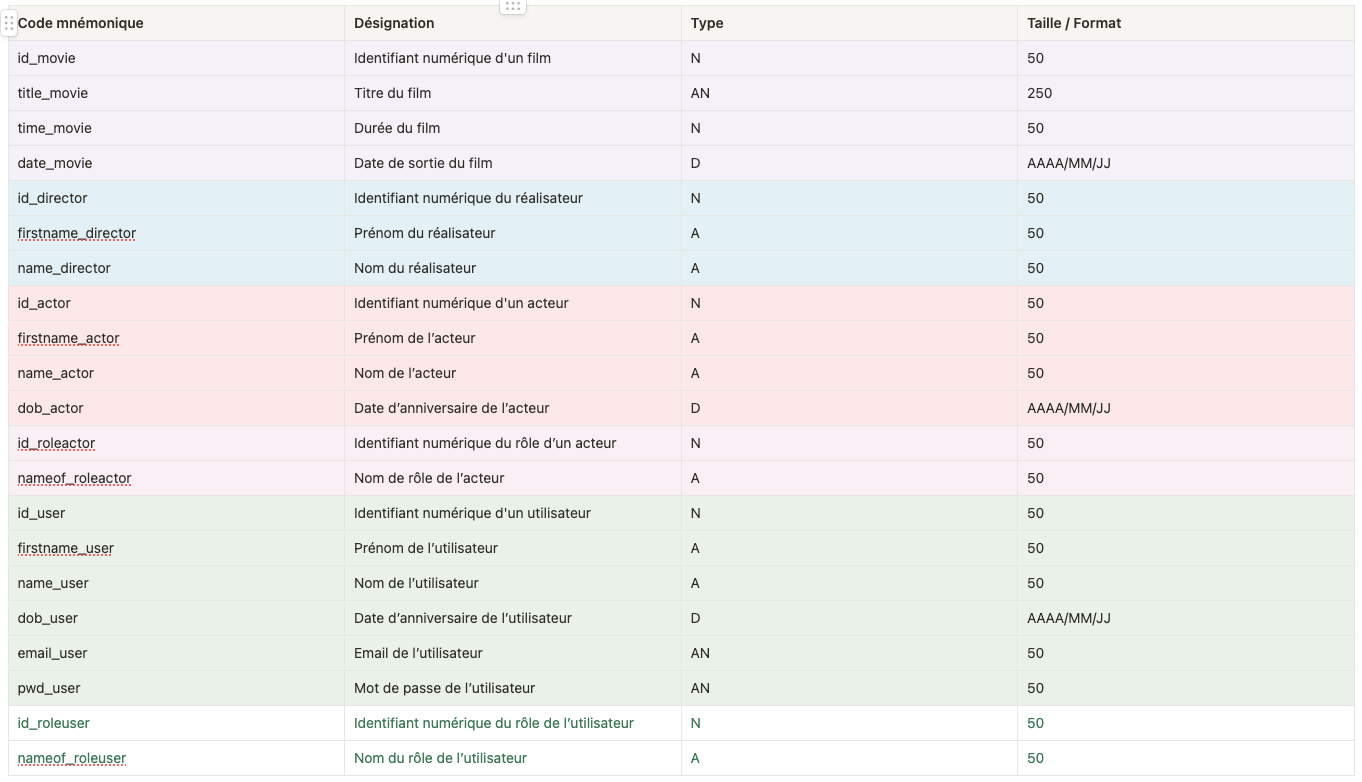 Code mnémonique Désignation Type Taille / Format
id_movie Identifiant numérique d'un film N 50
title_movie Titre du film AN 250
time_movie Durée du film N 50
date_movie Date de sortie du film D AAAA/MM/JJ
id_director Identifiant numérique du réalisateur N 50
firstname_director Prénom du réalisateur A 50
name_director Nom du réalisateur A 50
id_actor Identifiant numérique d'un acteur N 50
firstname_actor Prénom de l’acteur A 50
name_actor Nom de l’acteur A 50
dob_actor Date d’anniversaire de l’acteur D AAAA/MM/JJ
id_roleactor Identifiant numérique du rôle d’un acteur N 50
nameof_roleactor Nom de rôle de l’acteur A 50
id_user Identifiant numérique d'un utilisateur N 50
firstname_user Prénom de l’utilisateur A 50
name_user Nom de l’utilisateur A 50
dob_user Date d’anniversaire de l’utilisateur D AAAA/MM/JJ
email_user Email de l’utilisateur AN 50
pwd_user Mot de passe de l’utilisateur AN 50
id_roleuser Identifiant numérique du rôle de l’utilisateur N 50
nameof_roleuser Nom du rôle de l’utilisateur A 50